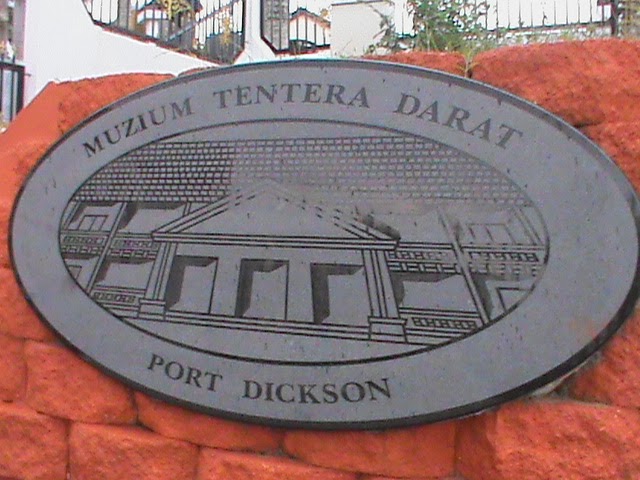 MUZIUM TENTERA DARAT
PORT DICKSON